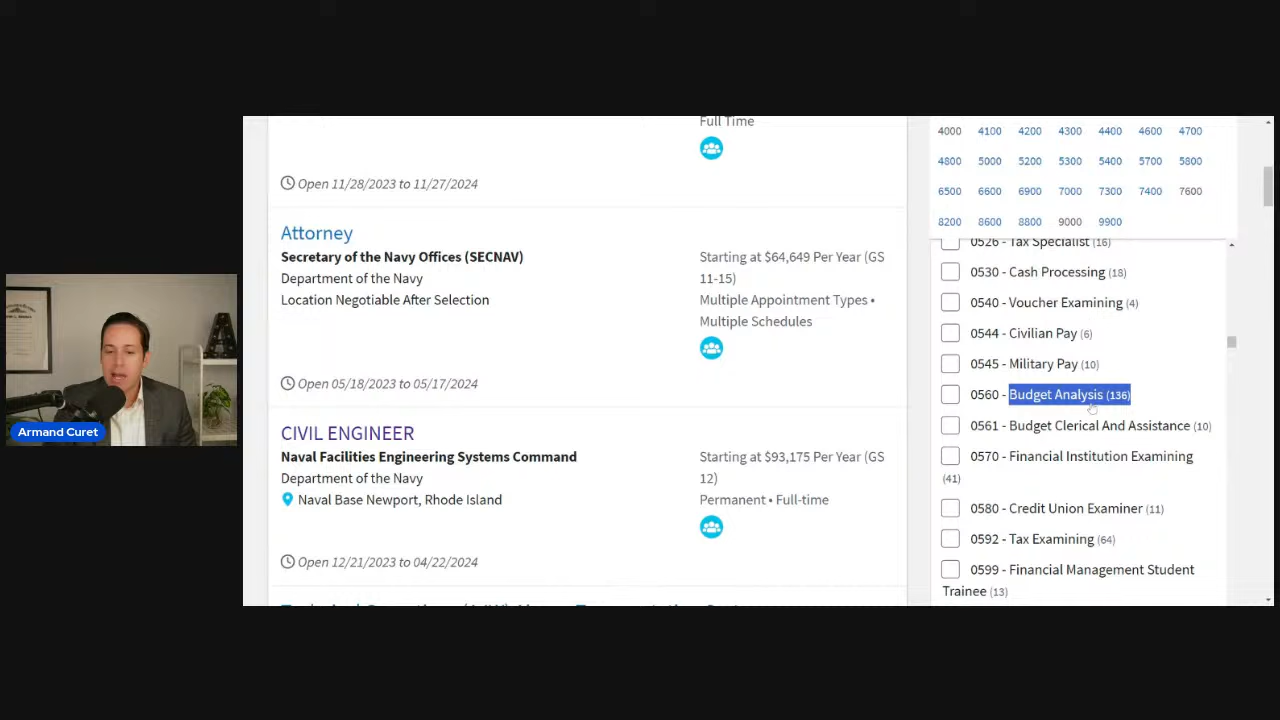 Full Time
Open 11/28/2023 to 11/27/2024
Attorney
Secretary of the Navy Offices (SECNAV)
Department of the Navy
Location Negotiable After Selection
Starting at $64,649 Per Year (GS
11-15)
Multiple Appointment Types •
Multiple Schedules
Open 05/18/2023 to 05/17/2024
CIVIL ENGINEER
Naval Facilities Engineering Systems Command
Department of the Navy
Naval Base Newport, Rhode Island
Starting at $93,175 Per Year (GS
12)
Permanent • Full-time
Open 12/21/2023 to 04/22/2024
4000 4100 4200 4300 4400 4600 4700
4800 5000 5200 5300 5400 5700 5800
6500 6600 6900 7000 7300 7400 7600
8200 8600 8800 9000 9900
0526 - Tax Specialist (16)
0530 - Cash Processing (18)
0540 - Voucher Examining (4)
0544 - Civilian Pay (6)
0545 - Military Pay (10)
0560 - Budget Analysis (136)
0561 - Budget Clerical And Assistance (10)
0570 - Financial Institution Examining
(41)
0580 - Credit Union Examiner (11)
0592 - Tax Examining (64)
0599 - Financial Management Student
Trainee (13)
Armand Curet